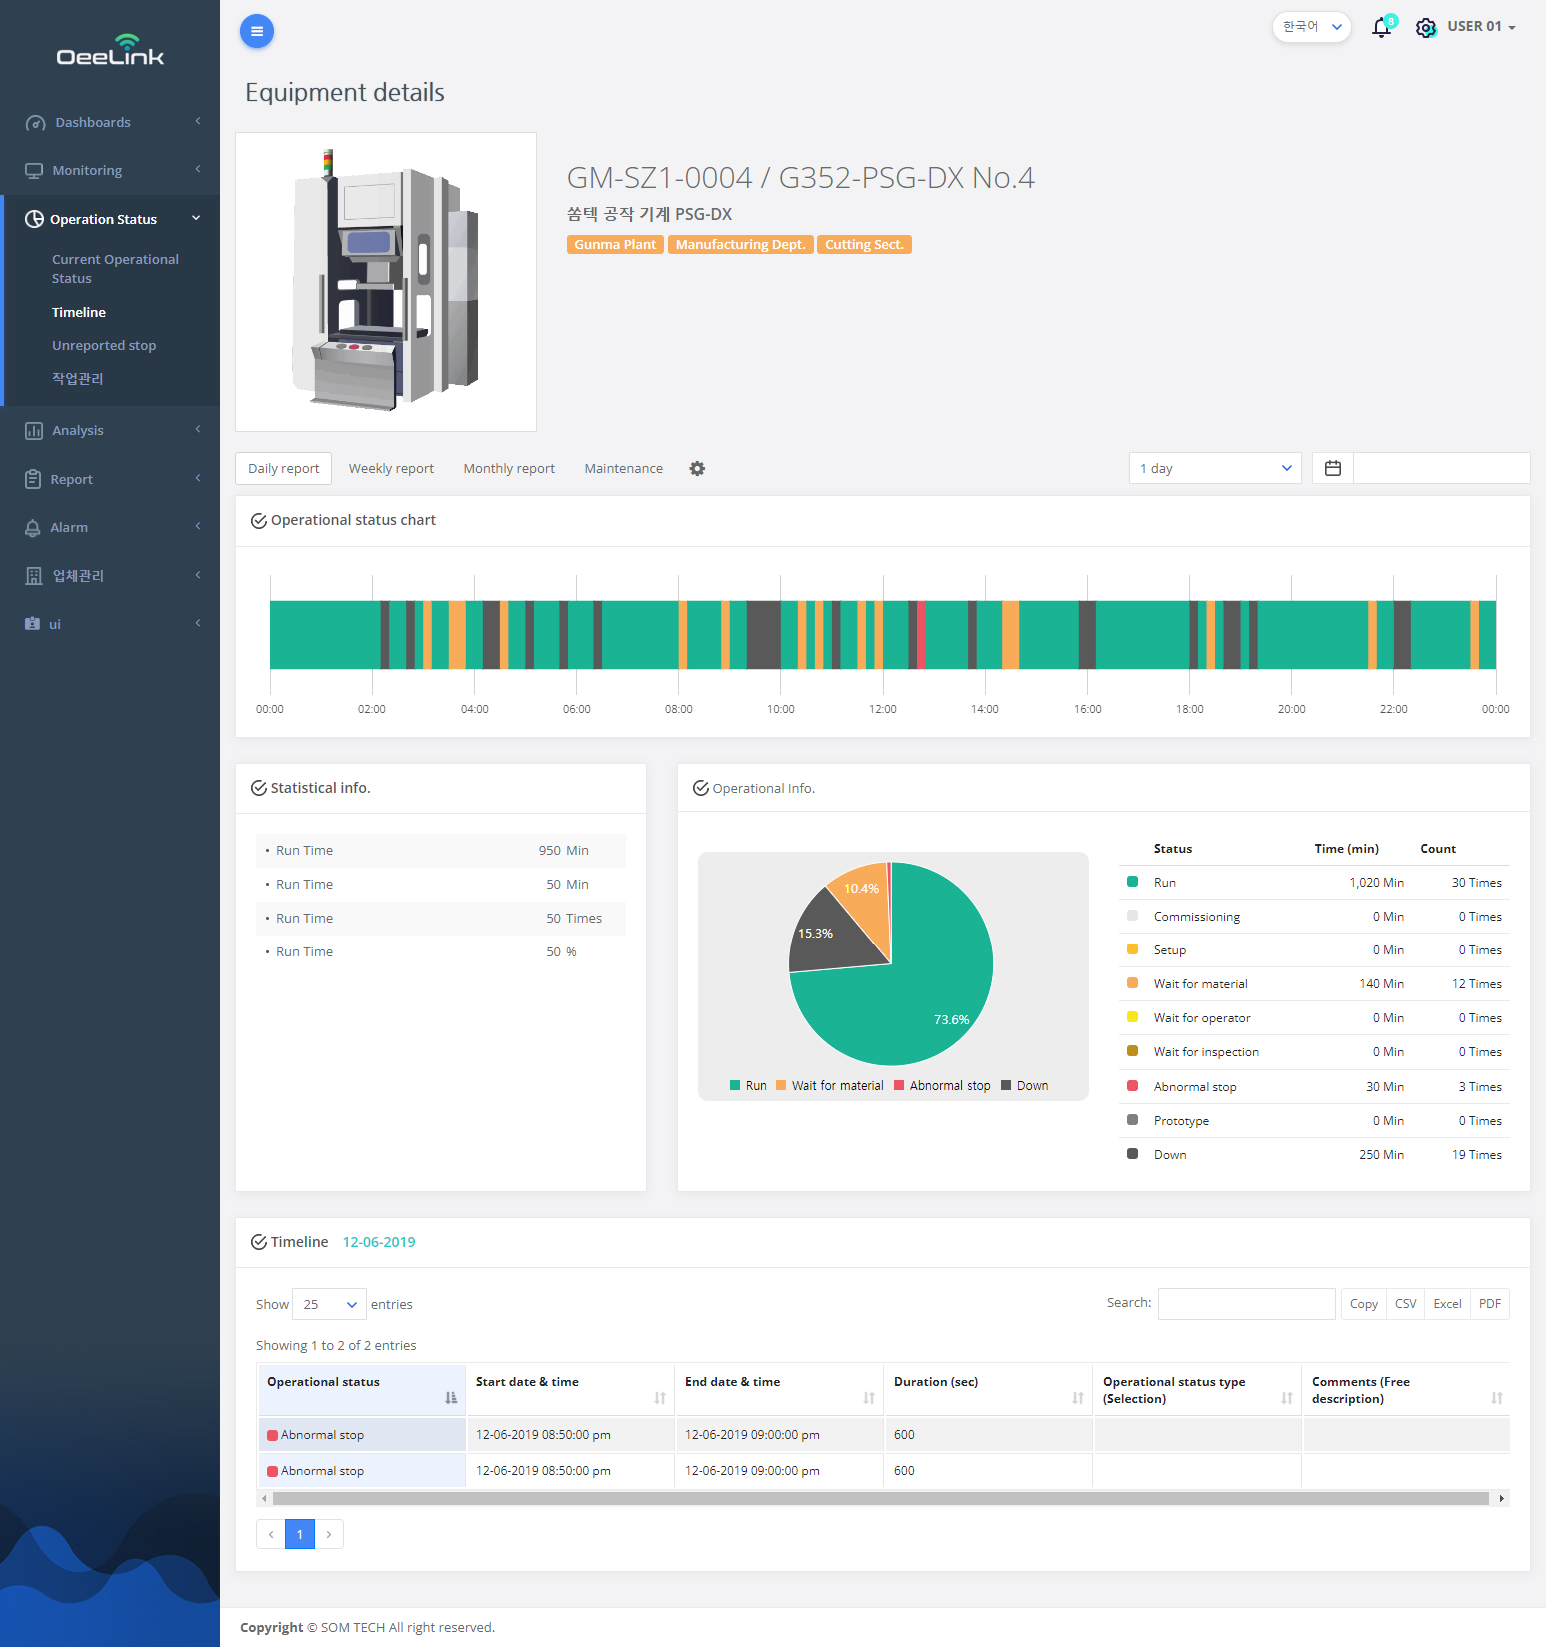 OeeLink
한국어
8
USER 01
Dashboards
Monitoring
Operation Status
Current Operational
Status
Timeline
Unreported stop
작업관리
Analysis
Report
Alarm
업체관리
ui
Equipment details
GM-SZ1-0004 / G352-PSG-DX No.4
쏨텍 공작 기계 PSG-DX
Gunma Plant Manufacturing Dept. Cutting Sect.
Daily report Weekly report Monthly report Maintenance
1 day
Operational status chart
00:00 02:00 04:00 06:00 08:00 10:00 12:00 14:00 16:00 18:00 20:00 22:00 00:00
Statistical info.
• Run Time 950 Min
• Run Time 50 Min
• Run Time 50 Times
• Run Time 50 %
Operational Info.
10.4%
15.3%
73.6%
Run Wait for material Abnormal stop Down
Status Time (min) Count
Run 1,020 Min 30 Times
Commissioning 0 Min 0 Times
Setup 0 Min 0 Times
Wait for material 140 Min 12 Times
Wait for operator 0 Min 0 Times
Wait for inspection 0 Min 0 Times
Abnormal stop 30 Min 3 Times
Prototype 0 Min 0 Times
Down 250 Min 19 Times
Timeline 12-06-2019
Show 25 entries
Search:
Copy CSV Excel PDF
Showing 1 to 2 of 2 entries
Operational status Start date & time End date & time Duration (sec) Operational status type
(Selection) Comments (Free
description)
Abnormal stop 12-06-2019 08:50:00 pm 12-06-2019 09:00:00 pm 600
Abnormal stop 12-06-2019 08:50:00 pm 12-06-2019 09:00:00 pm 600
1
Copyright © SOM TECH All right reserved.